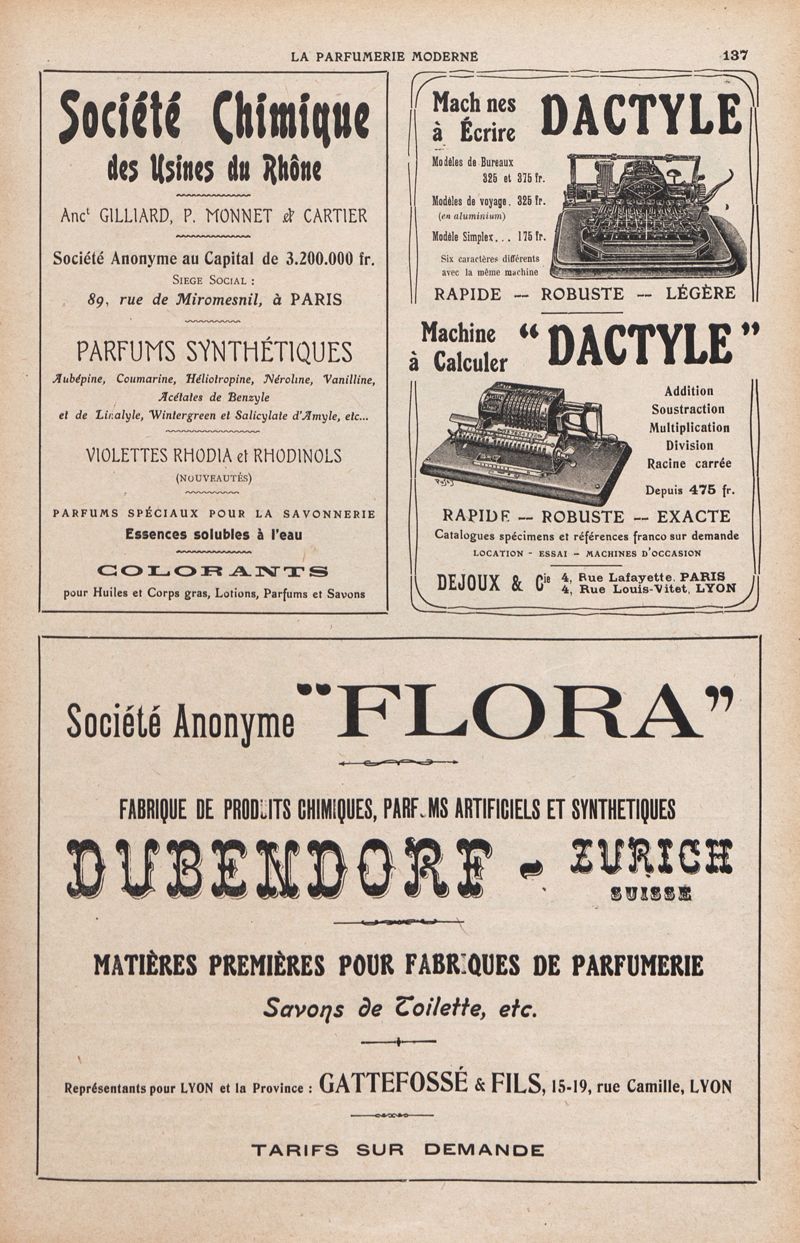 LA PARFUMERIE MODERNE 137
Société Chimique
des Usines du Rhône
Ancᵗ GILLIARD, P. MONNET & CARTIER
Société Anonyme au Capital de 3.200.000 fr.
SIEGE SOCIAL :
89, rue de Miromesnil, à PARIS
PARFUMS SYNTHÉTIQUES
Aubépine, Coumarine, Héliotropine, Néroline, Vanilline,
Acétates de Benzyle
et de Linalyle, Wintergreen et Salicylate d'Amyle, etc...
VIOLETTES RHODIA et RHODINOLS
(NOUVEAUTÉS)
PARFUMS SPÉCIAUX POUR LA SAVONNERIE
Essences solubles à l'eau
COLORANTS
pour Huiles et Corps gras, Lotions, Parfums et Savons
Mach nes
à Écrire
DACTYLE
Modèles de Bureaux
325 et 375 fr.
Modèles de voyage. 325 fr.
(en aluminium)
Modèle Simplex... 175 fr.
Six caractères différents
avec la même machine
RAPIDE — ROBUSTE — LÉGÈRE
Machine
à Calculer
“DACTYLE”
Addition
Soustraction
Multiplication
Division
Racine carrée
Depuis 475 fr.
RAPIDE — ROBUSTE — EXACTE
Catalogues spécimens et références franco sur demande
LOCATION - ESSAI - MACHINES D'OCCASION
DEJOUX & Cⁱᵉ 4, Rue Lafayette. PARIS
4, Rue Louis-Vitet, LYON
Société Anonyme “FLORA”
FABRIQUE DE PRODUITS CHIMIQUES, PARFUMS ARTIFICIELS ET SYNTHETIQUES
DUBENDORF - ZURICH
SUISSE
MATIÈRES PREMIÈRES POUR FABRIQUES DE PARFUMERIE
Savons de Toilette, etc.
Représentants pour LYON et la Province : GATTEFOSSÉ & FILS, 15-19, rue Camille, LYON
TARIFS SUR DEMANDE